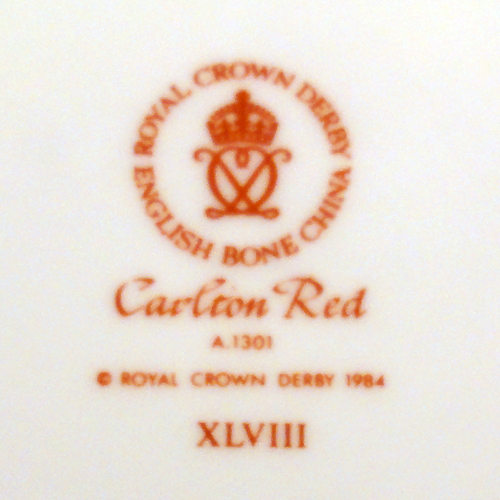 ROYAL CROWN DERBY
ENGLISH BONE CHINA
Carlton Red
A.1301
© ROYAL CROWN DERBY 1984
XLVIII